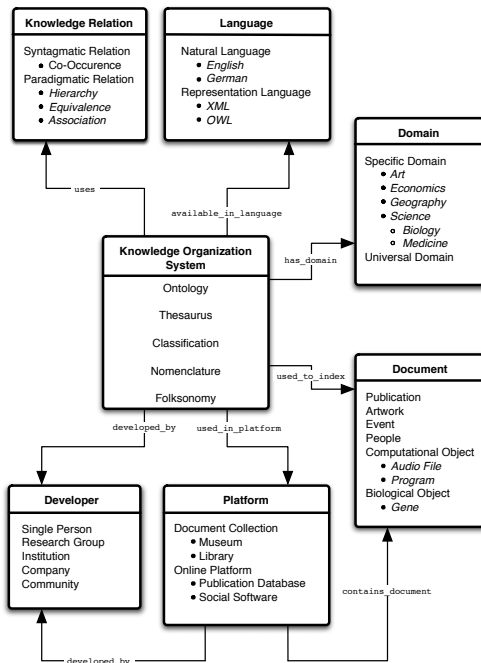 Knowledge Relation
Syntagmatic Relation
• Co-Occurence
Paradigmatic Relation
• Hierarchy
• Equivalence
• Association
Language
Natural Language
• English
• German
Representation Language
• XML
• OWL
Domain
Specific Domain
• Art
• Economics
• Geography
• Science
○ Biology
○ Medicine
Universal Domain
uses
available_in_language
has_domain
Knowledge Organization
System
Ontology
Thesaurus
Classification
Nomenclature
Folksonomy
used_to_index
Document
Publication
Artwork
Event
People
Computational Object
• Audio File
• Program
Biological Object
• Gene
developed_by
used_in_platform
Developer
Single Person
Research Group
Institution
Company
Community
Platform
Document Collection
• Museum
• Library
Online Platform
• Publication Database
• Social Software
contains_document
developed_by